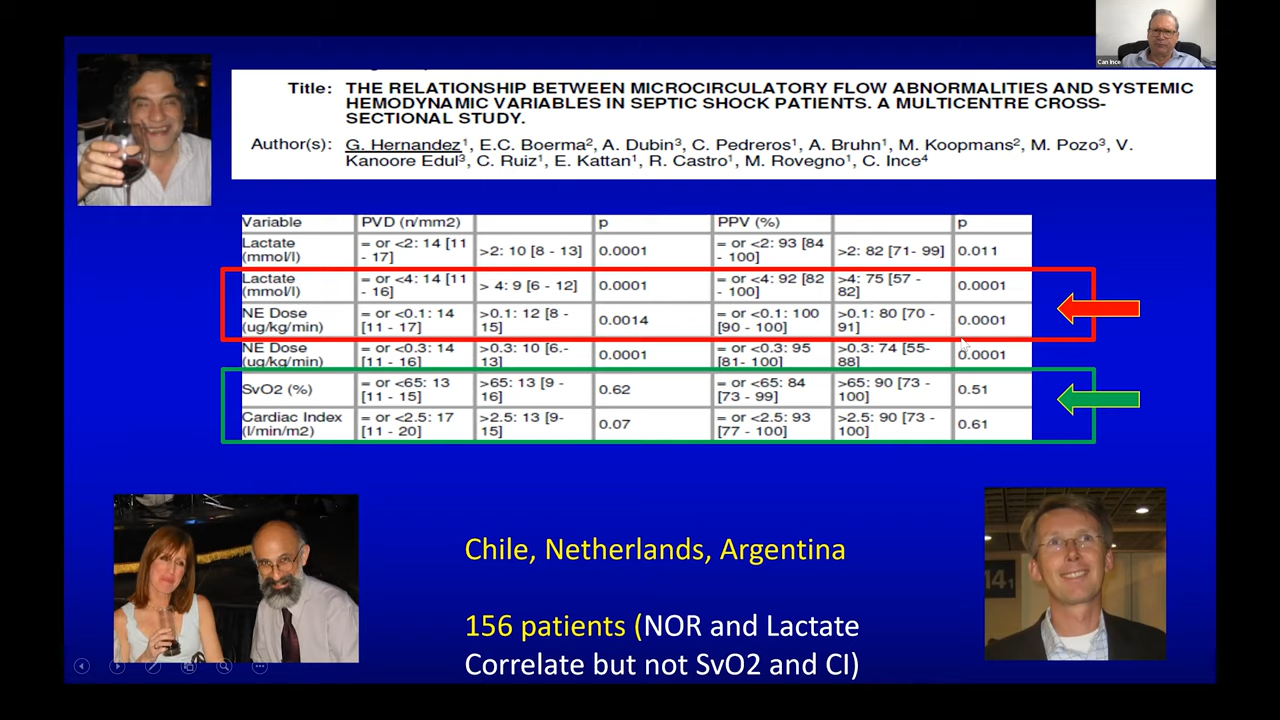 Can Ince
Title: THE RELATIONSHIP BETWEEN MICROCIRCULATORY FLOW ABNORMALITIES AND SYSTEMIC
HEMODYNAMIC VARIABLES IN SEPTIC SHOCK PATIENTS. A MULTICENTRE CROSS-
SECTIONAL STUDY.
Author(s): G. Hernandez¹, E.C. Boerma², A. Dubin³, C. Pedreros¹, A. Bruhn¹, M. Koopmans², M. Pozo³, V.
Kanoore Edul³, C. Ruiz¹, E. Kattan¹, R. Castro¹, M. Rovegno¹, C. Ince⁴
Variable PVD (n/mm2) p PPV (%) p
Lactate (mmol/l) = or <2: 14 [11 - 17] >2: 10 [8 - 13] 0.0001 = or <2: 93 [84 - 100] >2: 82 [71- 99] 0.011
Lactate (mmol/l) = or <4: 14 [11 - 16] > 4: 9 [6 - 12] 0.0001 = or <4: 92 [82 - 100] >4: 75 [57 - 82] 0.0001
NE Dose (ug/kg/min) = or <0.1: 14 [11 - 17] >0.1: 12 [8 - 15] 0.0014 = or <0.1: 100 [90 - 100] >0.1: 80 [70 - 91] 0.0001
NE Dose (ug/kg/min) = or <0.3: 14 [11 - 16] >0.3: 10 [6.- 13] 0.0001 = or <0.3: 95 [81- 100] >0.3: 74 [55- 88] 0.0001
SvO2 (%) = or <65: 13 [11 - 15] >65: 13 [9 - 16] 0.62 = or <65: 84 [73 - 99] >65: 90 [73 - 100] 0.51
Cardiac Index (l/min/m2) = or <2.5: 17 [11 - 20] >2.5: 13 [9- 15] 0.07 = or <2.5: 93 [77 - 100] >2.5: 90 [73 - 100] 0.61
14₁
Chile, Netherlands, Argentina
156 patients (NOR and Lactate
Correlate but not SvO2 and CI)